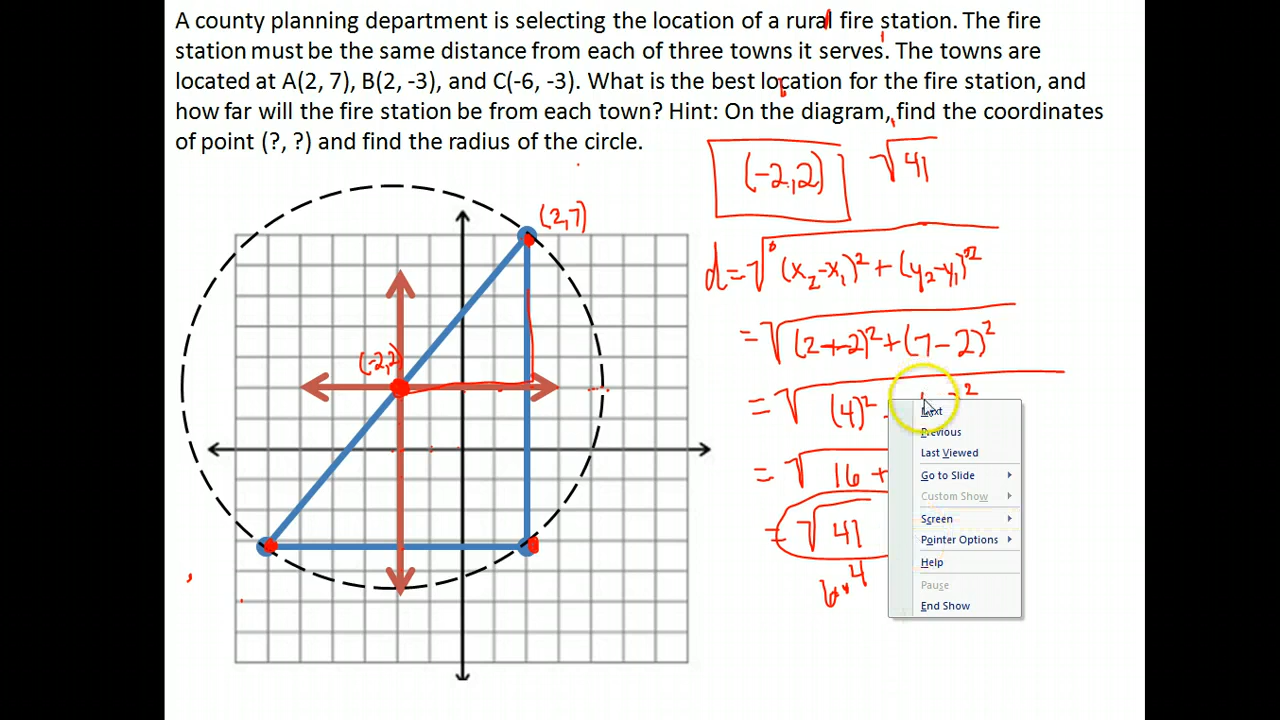 A county planning department is selecting the location of a rural fire station. The fire
station must be the same distance from each of three towns it serves. The towns are
located at A(2, 7), B(2, -3), and C(-6, -3). What is the best location for the fire station, and
how far will the fire station be from each town? Hint: On the diagram, find the coordinates
of point (?, ?) and find the radius of the circle.
(-2,2) √41
(2,7)
d=√(x₂-x₁)²+(y₂-y₁)²
=√(2+2)²+(7-2)²
(-2,2)
=√(4)²
=√16+
=√41
6.4
Next
Previous
Last Viewed
Go to Slide
Custom Show
Screen
Pointer Options
Help
Pause
End Show